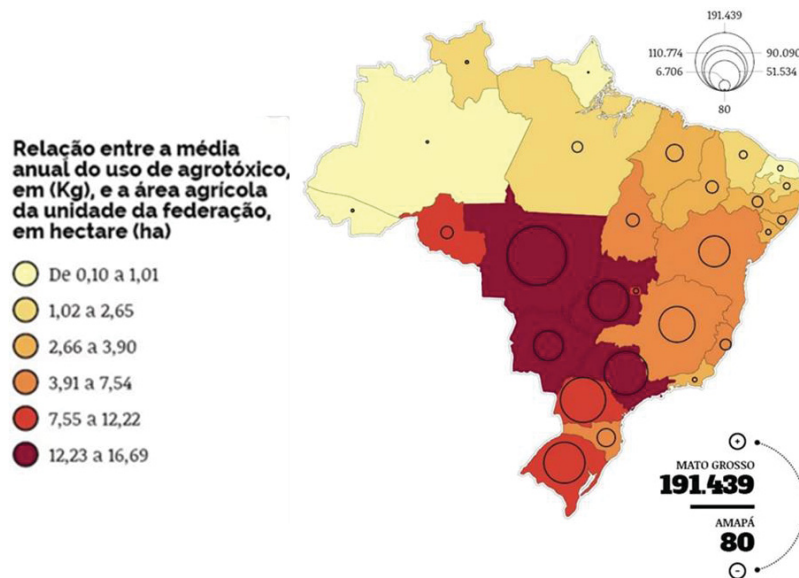 191.439
110.774
90.090
6.706
51.534
80
Relação entre a média
anual do uso de agrotóxico,
em (Kg), e a área agrícola
da unidade da federação,
em hectare (ha)
De 0,10 a 1,01
1,02 a 2,65
2,66 a 3,90
3,91 a 7,54
7,55 a 12,22
12,23 a 16,69
+
MATO GROSSO
191.439
AMAPÁ
80
−